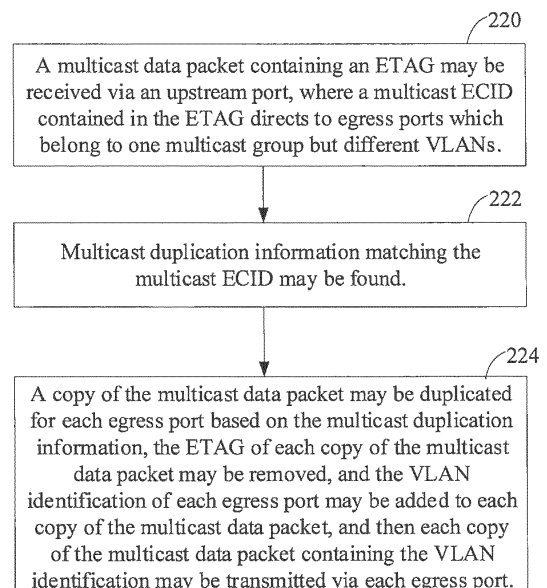 220
A multicast data packet containing an ETAG may be
received via an upstream port, where a multicast ECID
contained in the ETAG directs to egress ports which
belong to one multicast group but different VLANs.
222
Multicast duplication information matching the
multicast ECID may be found.
224
A copy of the multicast data packet may be duplicated
for each egress port based on the multicast duplication
information, the ETAG of each copy of the multicast
data packet may be removed, and the VLAN
identification of each egress port may be added to each
copy of the multicast data packet, and then each copy
of the multicast data packet containing the VLAN
identification may be transmitted via each egress port.